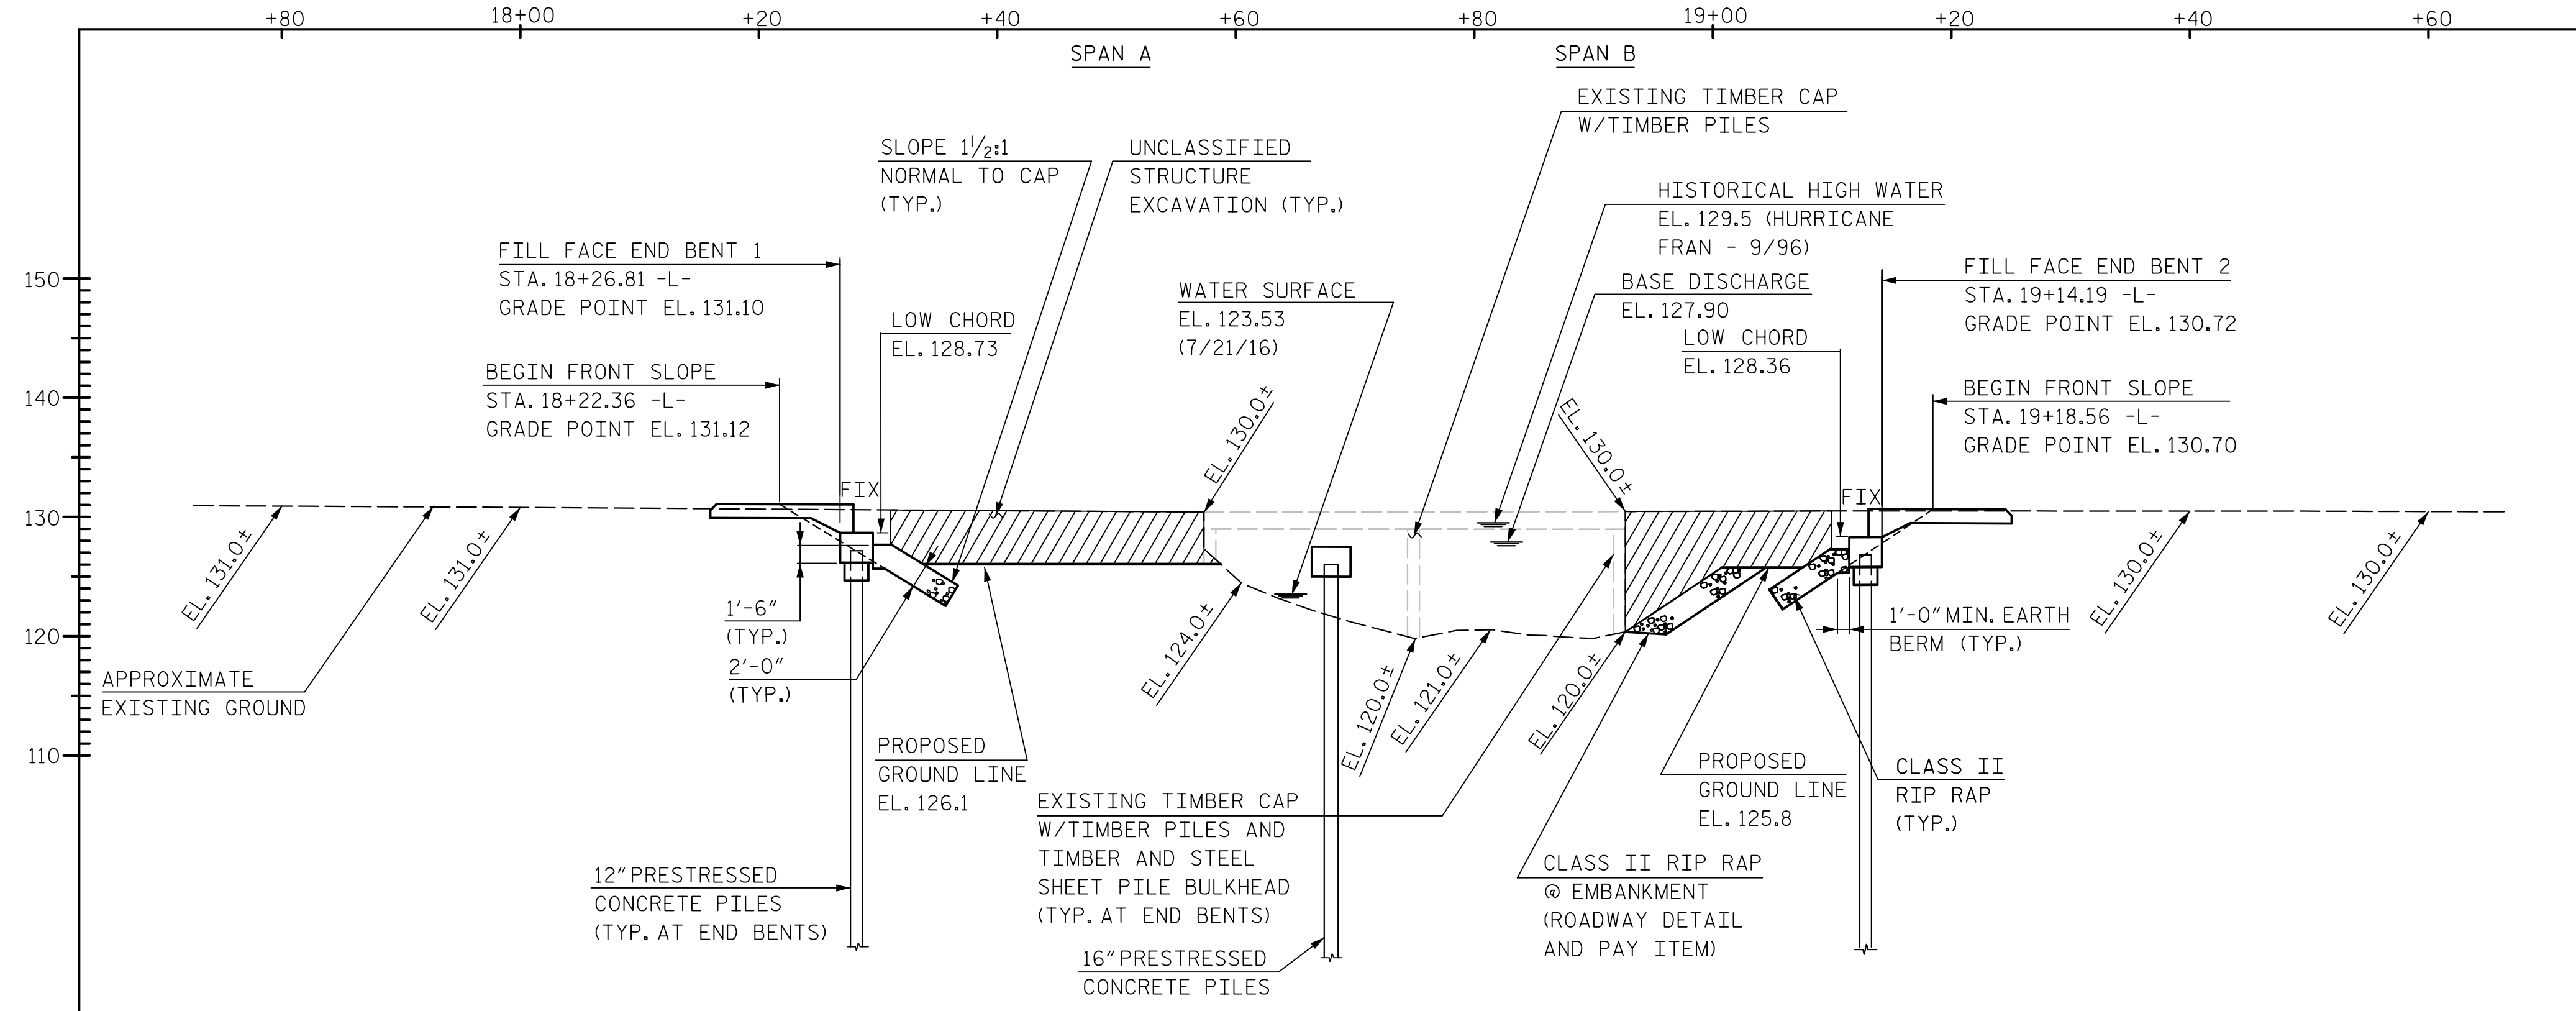 +80
18+00
+20
+40
+60
+80
19+00
+20
+40
+60
SPAN A
SPAN B
EXISTING TIMBER CAP
W/TIMBER PILES
SLOPE 1½:1
NORMAL TO CAP
(TYP.)
UNCLASSIFIED
STRUCTURE
EXCAVATION (TYP.)
HISTORICAL HIGH WATER
EL. 129.5 (HURRICANE
FRAN - 9/96)
FILL FACE END BENT 1
STA. 18+26.81 -L-
GRADE POINT EL. 131.10
WATER SURFACE
EL. 123.53
(7/21/16)
BASE DISCHARGE
EL. 127.90
FILL FACE END BENT 2
STA. 19+14.19 -L-
GRADE POINT EL. 130.72
LOW CHORD
EL. 128.73
LOW CHORD
EL. 128.36
BEGIN FRONT SLOPE
STA. 18+22.36 -L-
GRADE POINT EL. 131.12
BEGIN FRONT SLOPE
STA. 19+18.56 -L-
GRADE POINT EL. 130.70
150
140
130
120
110
EL. 130.0±
EL. 130.0±
FIX
FIX
EL. 131.0±
EL. 131.0±
EL. 124.0±
EL. 120.0±
EL. 121.0±
EL. 120.0±
EL. 130.0±
EL. 130.0±
1'-6"
(TYP.)
2'-0"
(TYP.)
1'-0" MIN. EARTH
BERM (TYP.)
APPROXIMATE
EXISTING GROUND
PROPOSED
GROUND LINE
EL. 126.1
EXISTING TIMBER CAP
W/TIMBER PILES AND
TIMBER AND STEEL
SHEET PILE BULKHEAD
(TYP. AT END BENTS)
PROPOSED
GROUND LINE
EL. 125.8
CLASS II
RIP RAP
(TYP.)
12" PRESTRESSED
CONCRETE PILES
(TYP. AT END BENTS)
CLASS II RIP RAP
@ EMBANKMENT
(ROADWAY DETAIL
AND PAY ITEM)
16" PRESTRESSED
CONCRETE PILES